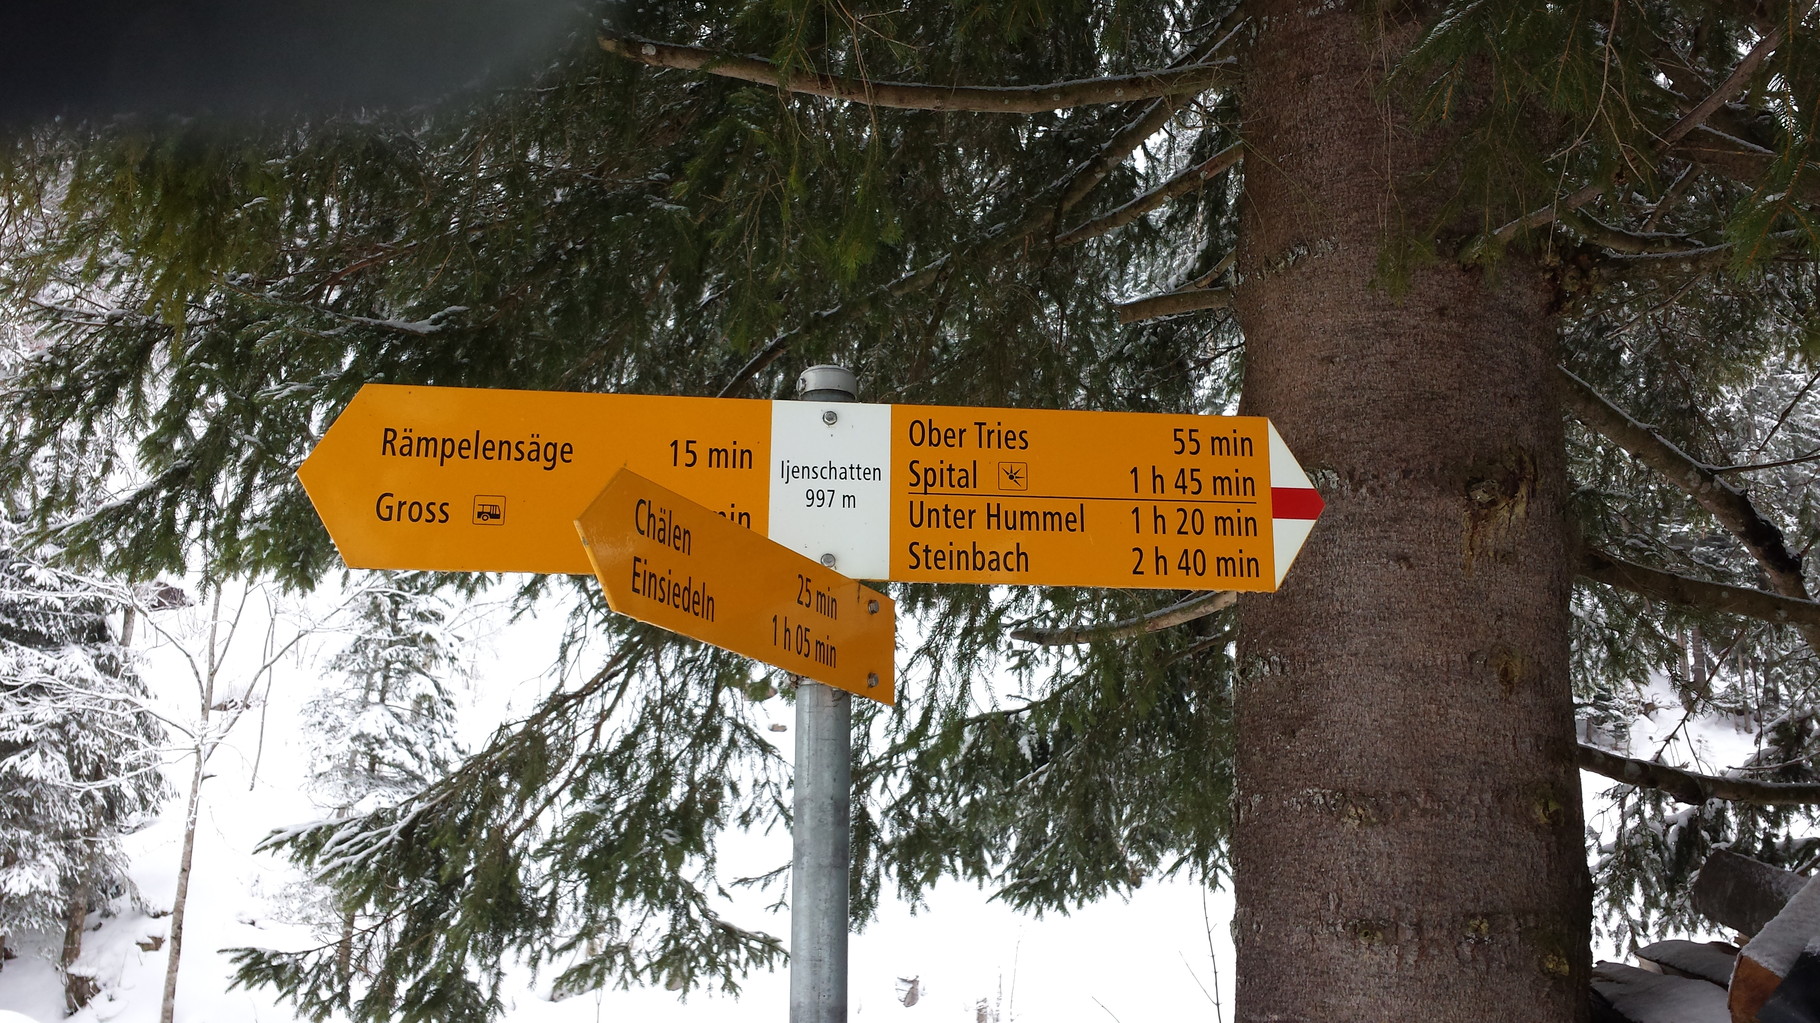 Rämpelensäge 15 min
Gross min
Chälen 25 min
Einsiedeln 1 h 05 min
Ijenschatten
997 m
Ober Tries 55 min
Spital 1 h 45 min
Unter Hummel 1 h 20 min
Steinbach 2 h 40 min